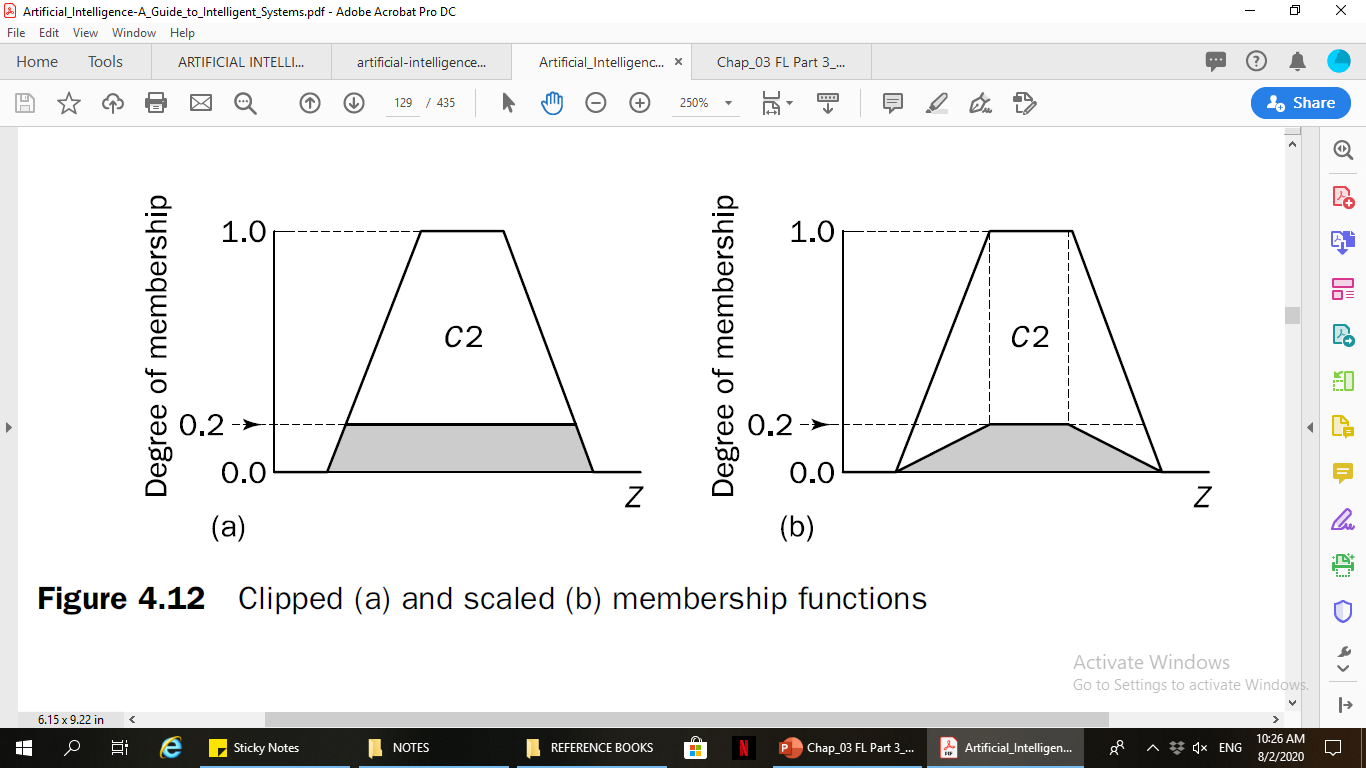 Artificial_Intelligence-A_Guide_to_Intelligent_Systems.pdf - Adobe Acrobat Pro DC
File Edit View Window Help
Home Tools ARTIFICIAL INTELLI... artificial-intelligence... Artificial_Intelligenc... Chap_03 FL Part 3_...
129 / 435 250% Share
Degree of membership
1.0
C2
0.2
0.0
Z
(a)
Degree of membership
1.0
C2
0.2
0.0
Z
(b)
Figure 4.12 Clipped (a) and scaled (b) membership functions
Activate Windows
Go to Settings to activate Windows.
6.15 x 9.22 in
Sticky Notes NOTES REFERENCE BOOKS N Chap_03 FL Part 3_... Artificial_Intelligen... ENG 10:26 AM
8/2/2020